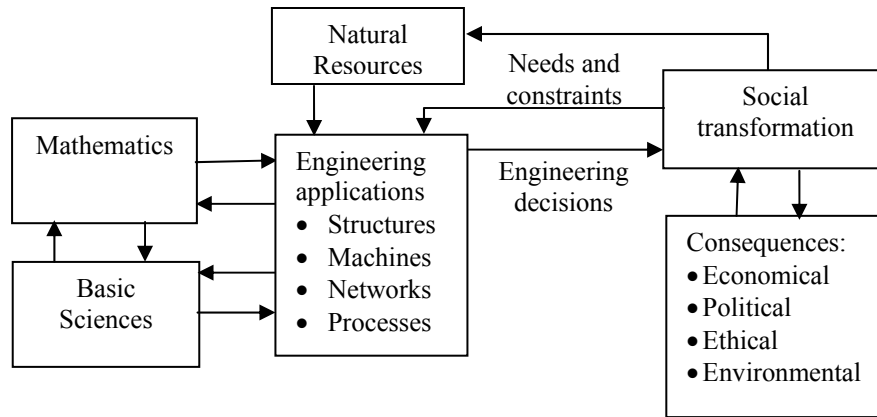 Natural
Resources
Needs and
constraints
Social
transformation
Mathematics
Engineering
applications
• Structures
• Machines
• Networks
• Processes
Engineering
decisions
Basic
Sciences
Consequences:
• Economical
• Political
• Ethical
• Environmental